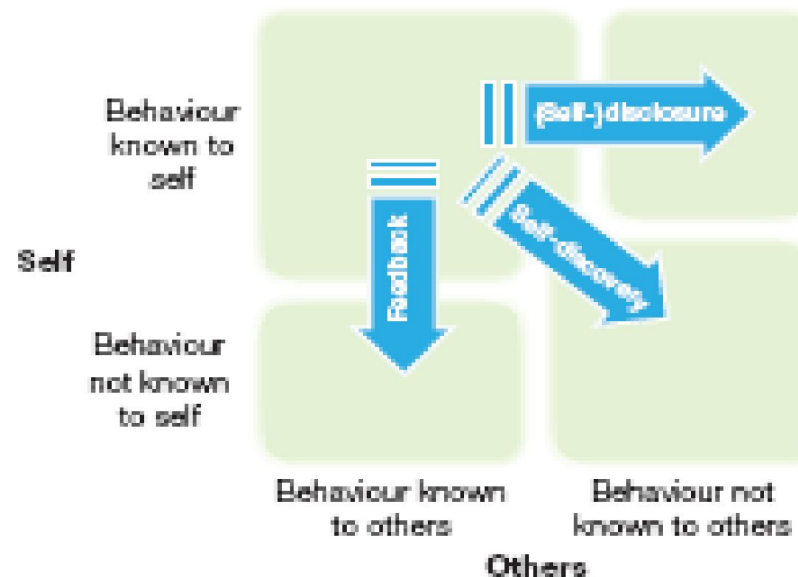 Behaviour
known to
self
(Self-)disclosure
Self-discovery
Feedback
Self
Behaviour
not known
to self
Behaviour known
to others
Behaviour not
known to others
Others